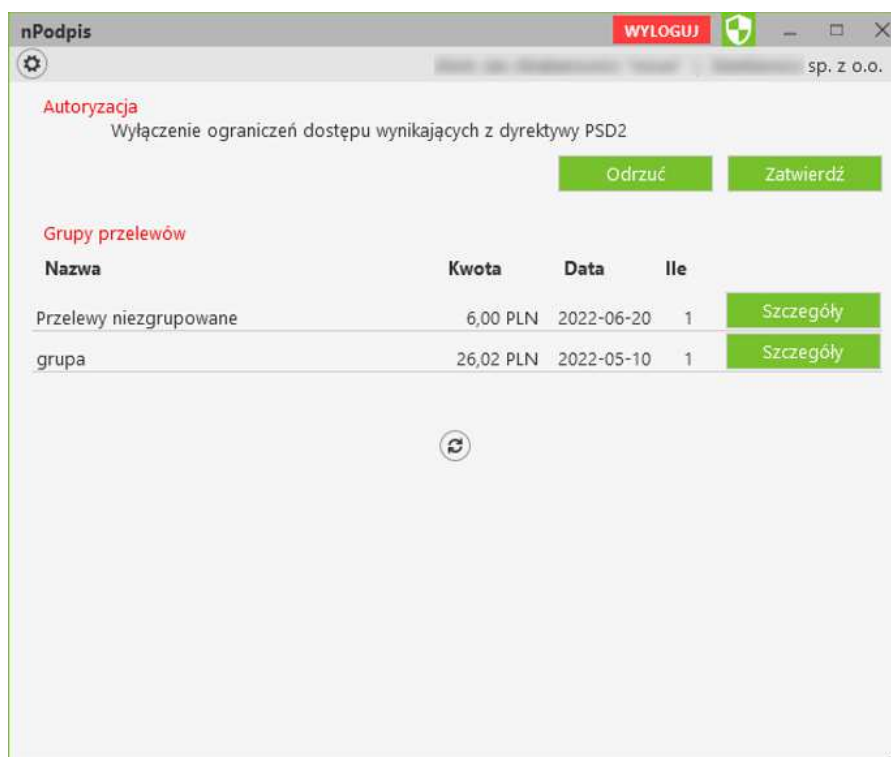 nPodpis WYLOGUJ
sp. z o.o.
Autoryzacja
Wyłączenie ograniczeń dostępu wynikających z dyrektywy PSD2
Odrzuć Zatwierdź
Grupy przelewów
Nazwa Kwota Data Ile
Przelewy niezgrupowane 6,00 PLN 2022-06-20 1 Szczegóły
grupa 26,02 PLN 2022-05-10 1 Szczegóły